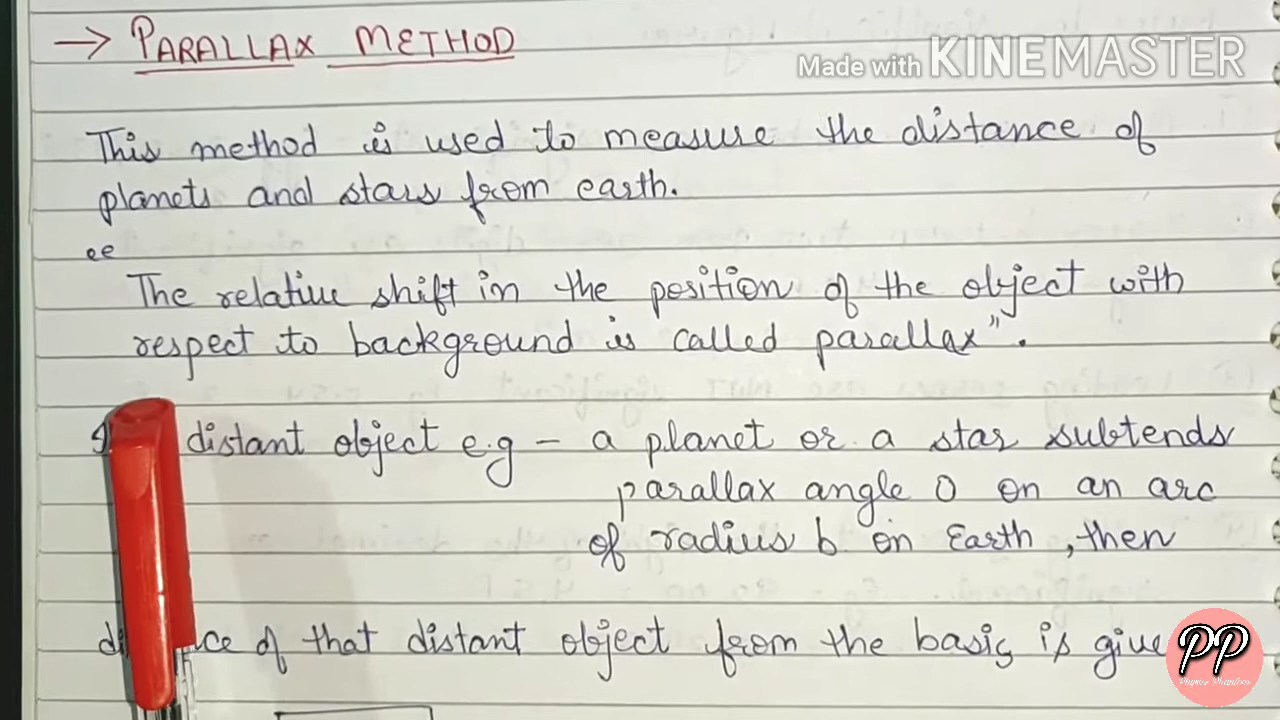 → PARALLAX METHOD
Made with KINEMASTER
This method is used to measure the distance of
planets and stars from earth.
"
The relative shift in the position of the object with
respect to background is called parallax".
distant object e.g - a planet or a star subtends
parallax angle O on an arc
of radius b on Earth, then
of that distant object from the basis is give
PP